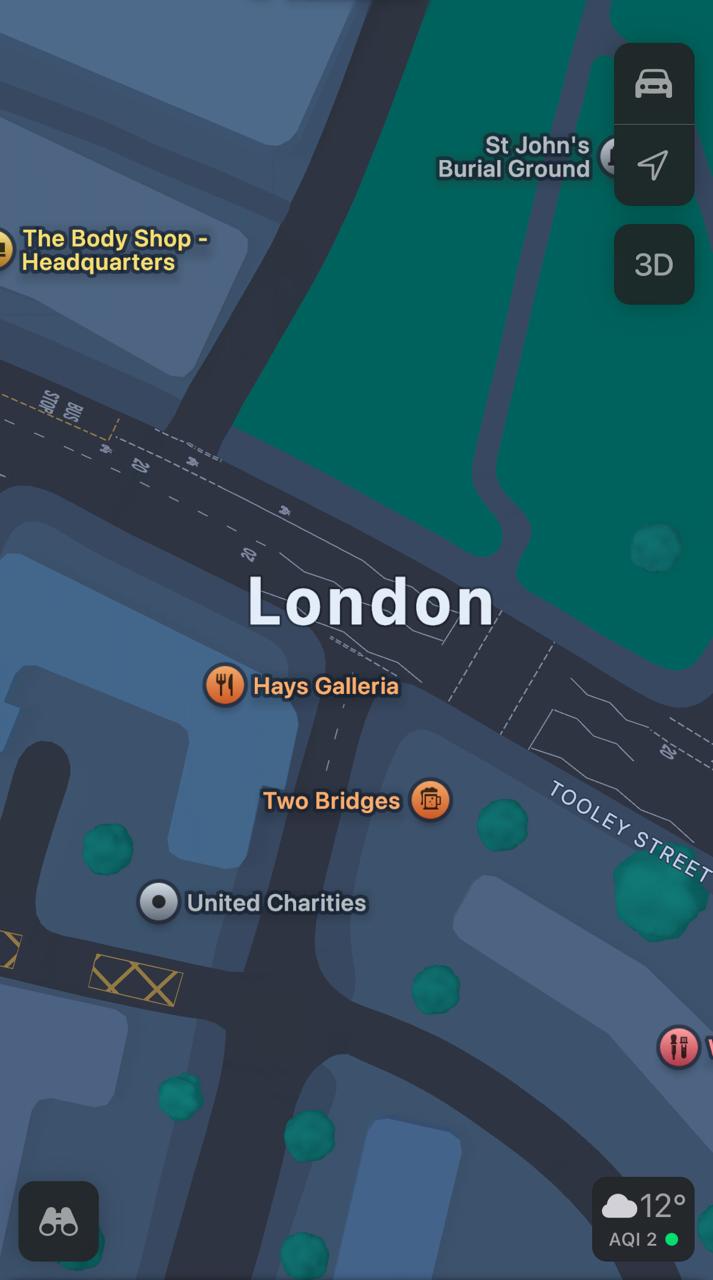 St John's
Burial Ground
3D
The Body Shop -
Headquarters
BUS
STOP
20
20
London
Hays Galleria
20
Two Bridges
TOOLEY STREET
United Charities
12°
AQI 2